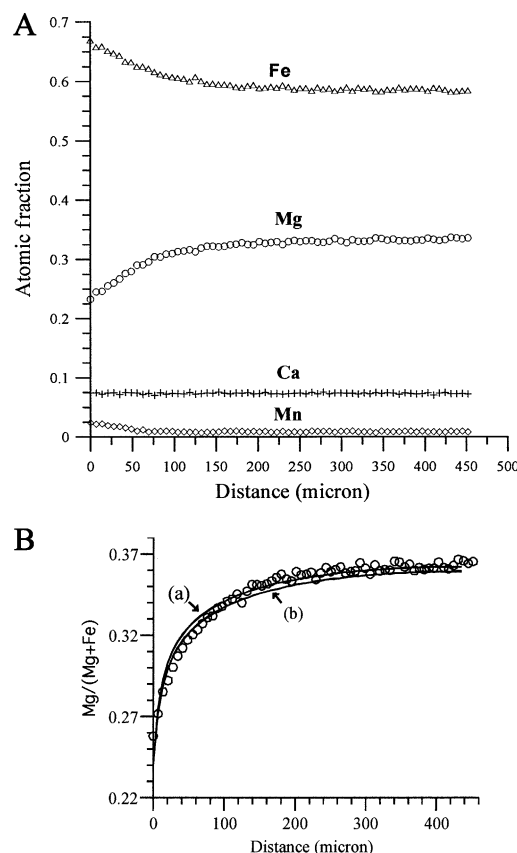 A
0.7
Fe
0.6
0.5
Atomic fraction
0.4
Mg
0.3
0.2
Ca
0.1
Mn
0
0 50 100 150 200 250 300 350 400 450 500
Distance (micron)
B
0.37
(a)
(b)
Mg/(Mg+Fe)
0.32
0.27
0.22
0 100 200 300 400
Distance (micron)